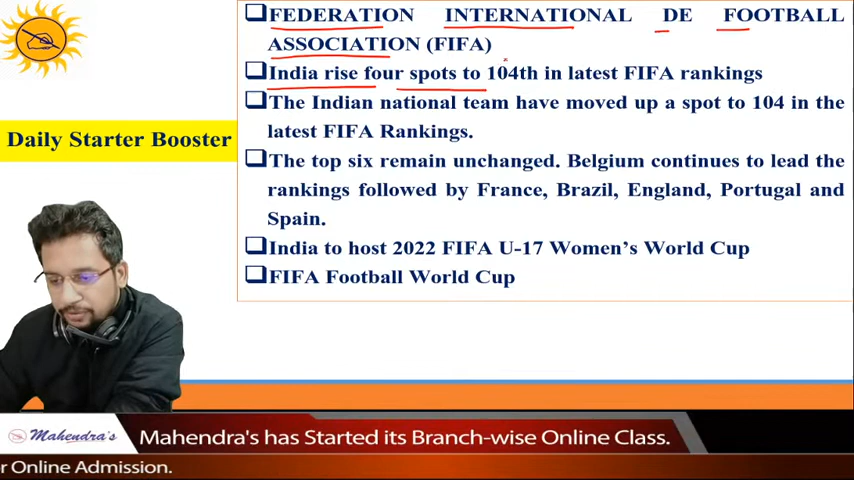 FEDERATION INTERNATIONAL DE FOOTBALL
ASSOCIATION (FIFA)
India rise four spots to 104th in latest FIFA rankings
The Indian national team have moved up a spot to 104 in the
latest FIFA Rankings.
The top six remain unchanged. Belgium continues to lead the
rankings followed by France, Brazil, England, Portugal and
Spain.
India to host 2022 FIFA U-17 Women's World Cup
FIFA Football World Cup
Daily Starter Booster
Mahendra's
Mahendra's has Started its Branch-wise Online Class.
r Online Admission.